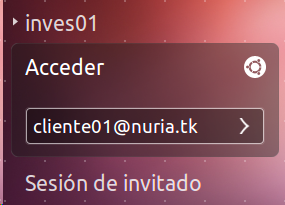 inves01
Acceder
cliente01@nuria.tk
Sesión de invitado